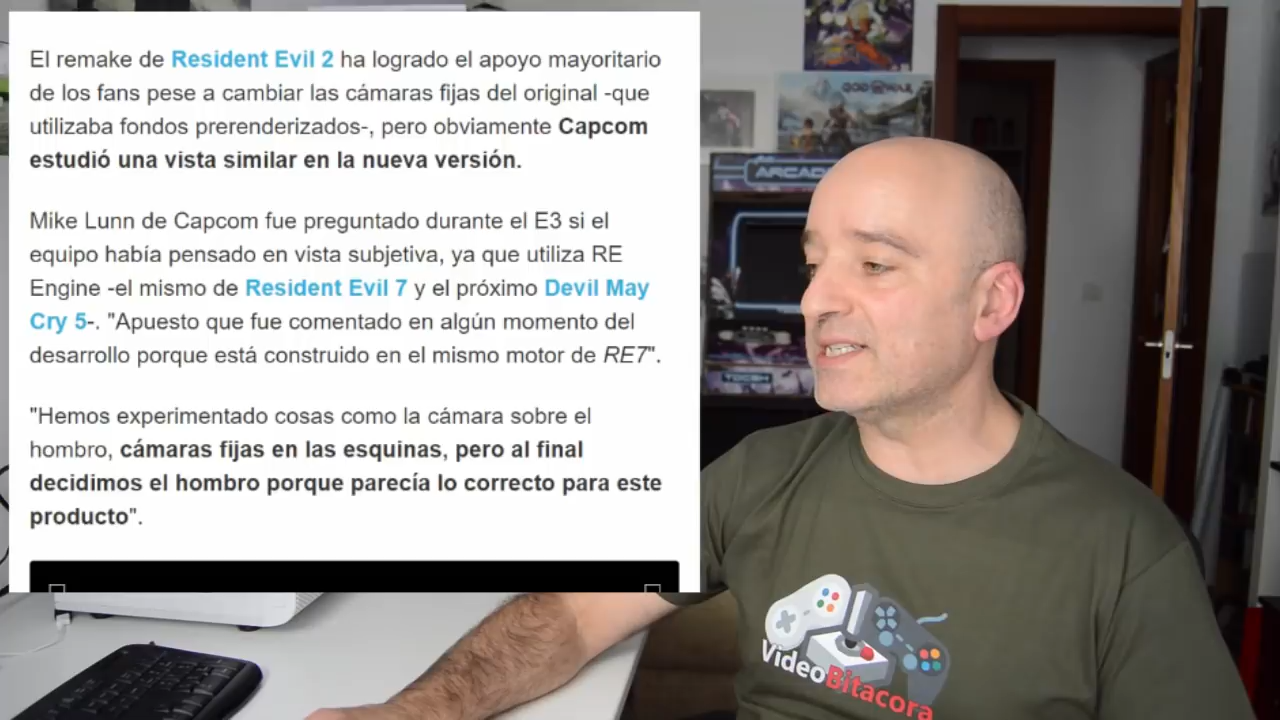 El remake de Resident Evil 2 ha logrado el apoyo mayoritario
de los fans pese a cambiar las cámaras fijas del original -que
utilizaba fondos prerenderizados-, pero obviamente Capcom
estudió una vista similar en la nueva versión.
Mike Lunn de Capcom fue preguntado durante el E3 si el
equipo había pensado en vista subjetiva, ya que utiliza RE
Engine -el mismo de Resident Evil 7 y el próximo Devil May
Cry 5-. "Apuesto que fue comentado en algún momento del
desarrollo porque está construido en el mismo motor de RE7".
"Hemos experimentado cosas como la cámara sobre el
hombro, cámaras fijas en las esquinas, pero al final
decidimos el hombro porque parecía lo correcto para este
producto".
GOD OF WAR
ARCADE
VideoBitacora